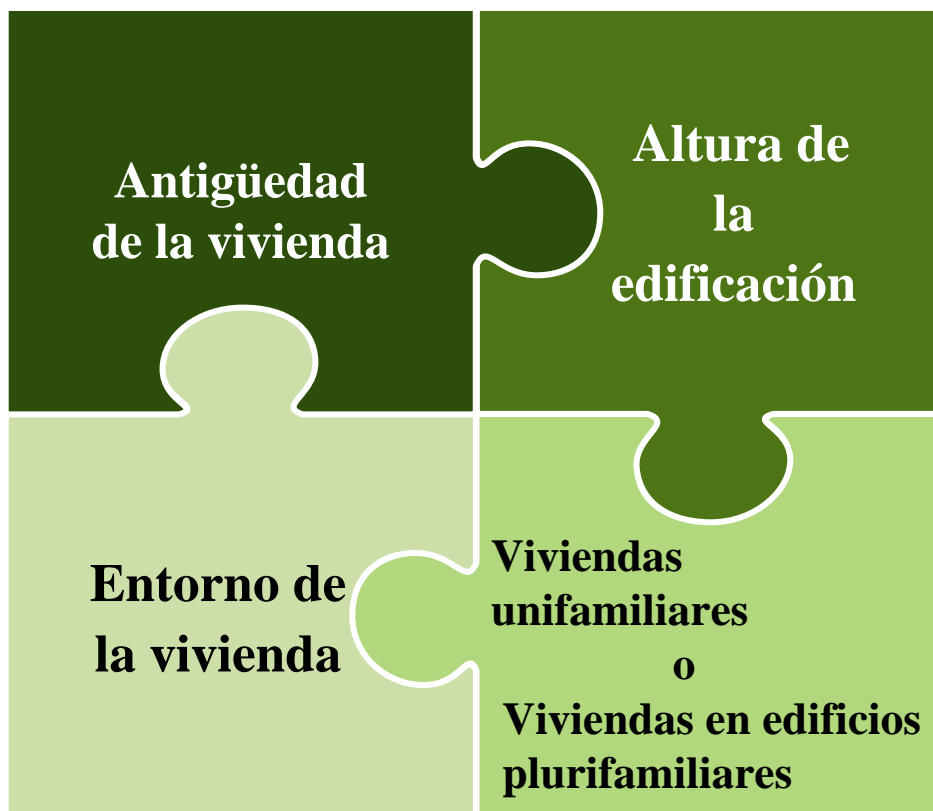 Antigüedad
de la vivienda
Altura de
la
edificación
Entorno de
la vivienda
Viviendas
unifamiliares
o
Viviendas en edificios
plurifamiliares